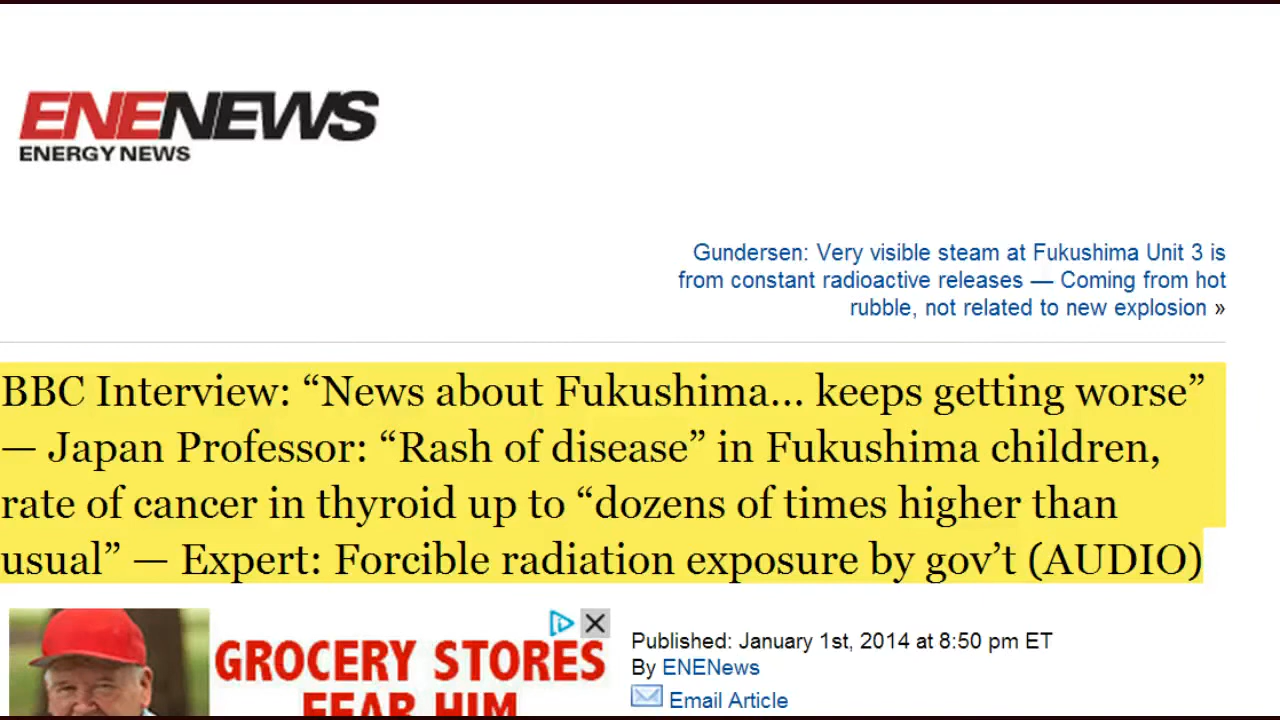 ENENEWS
ENERGY NEWS
Gundersen: Very visible steam at Fukushima Unit 3 is
from constant radioactive releases — Coming from hot
rubble, not related to new explosion »
BBC Interview: “News about Fukushima... keeps getting worse”
— Japan Professor: “Rash of disease” in Fukushima children,
rate of cancer in thyroid up to “dozens of times higher than
usual” — Expert: Forcible radiation exposure by gov’t (AUDIO)
GROCERY STORES
FEAR HIM
Published: January 1st, 2014 at 8:50 pm ET
By ENENews
Email Article